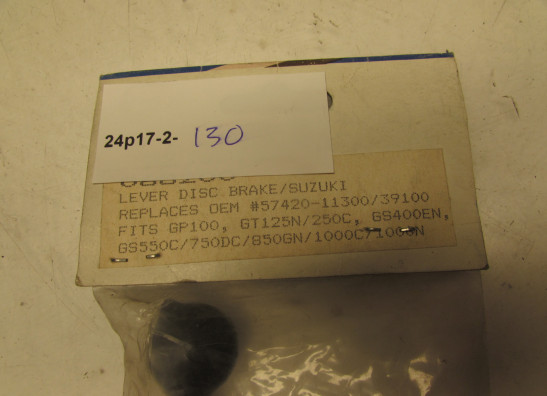 24p17-2- 130
LEVER DISC BRAKE/SUZUKI
REPLACES OEM #57420-11300/39100
FITS GP100, GT125N/250C, GS400EN,
GS550C/750DC/850GN/1000C/1000N